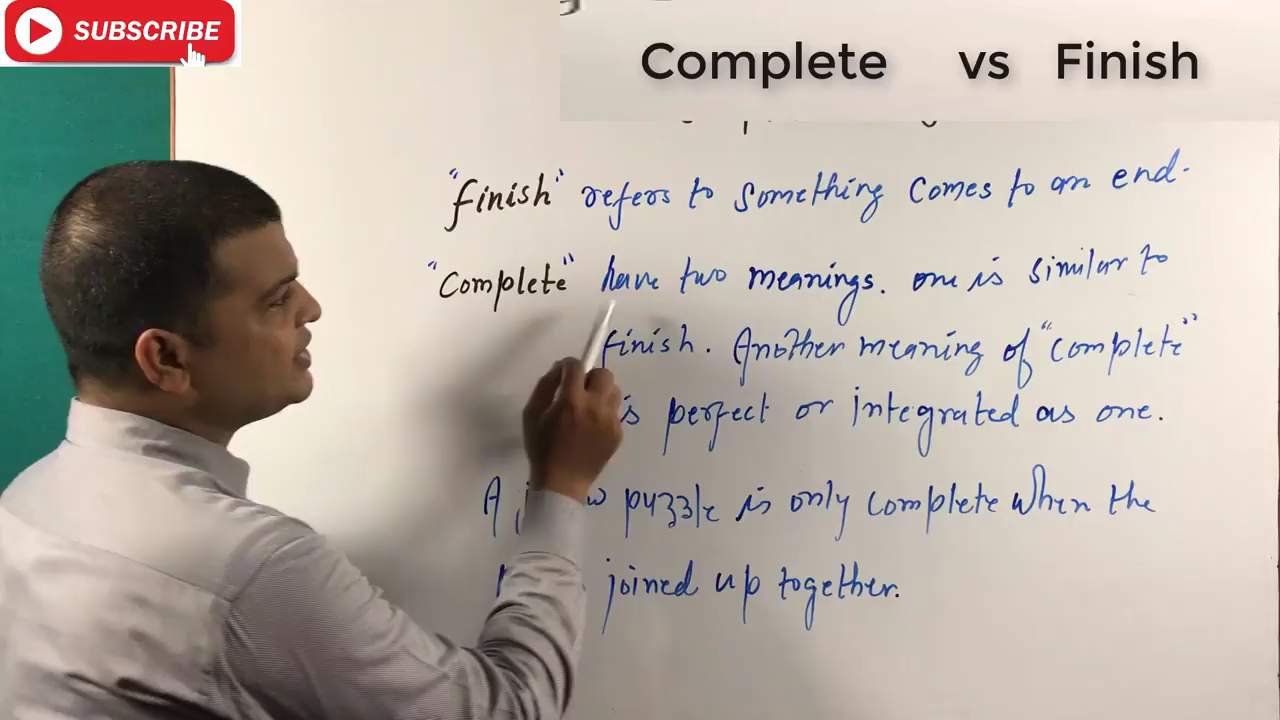 SUBSCRIBE
Complete vs Finish
"finish" refers to something comes to an end.
"Complete" have two meanings. one is similar to
finish. Another meaning of "complete"
is perfect or integrated as one.
A puzzle is only complete when the
joined up together.